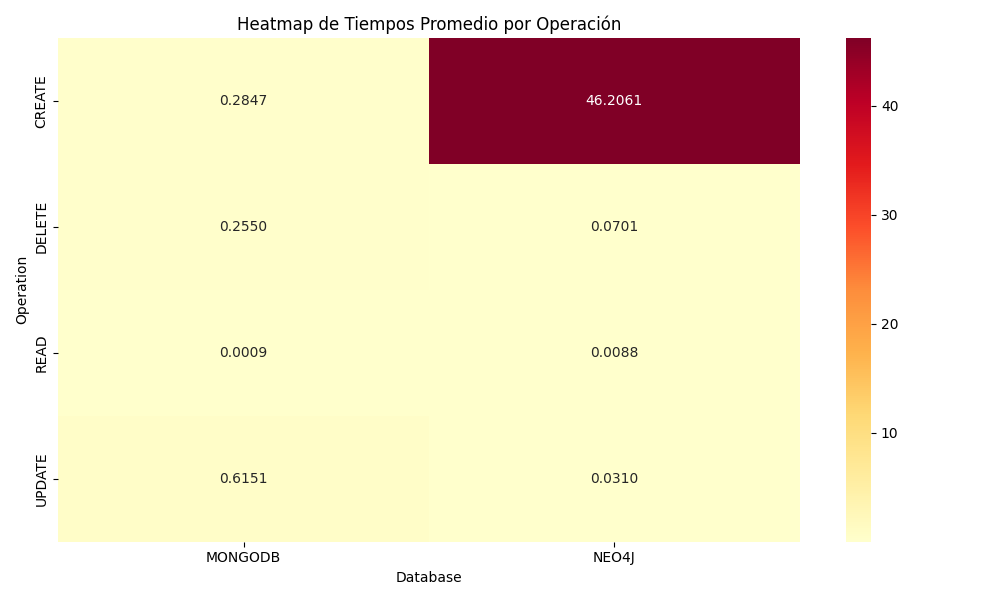 Heatmap de Tiempos Promedio por Operación
Operation
CREATE
0.2847
46.2061
DELETE
0.2550
0.0701
READ
0.0009
0.0088
UPDATE
0.6151
0.0310
MONGODB
NEO4J
Database
40
30
20
10